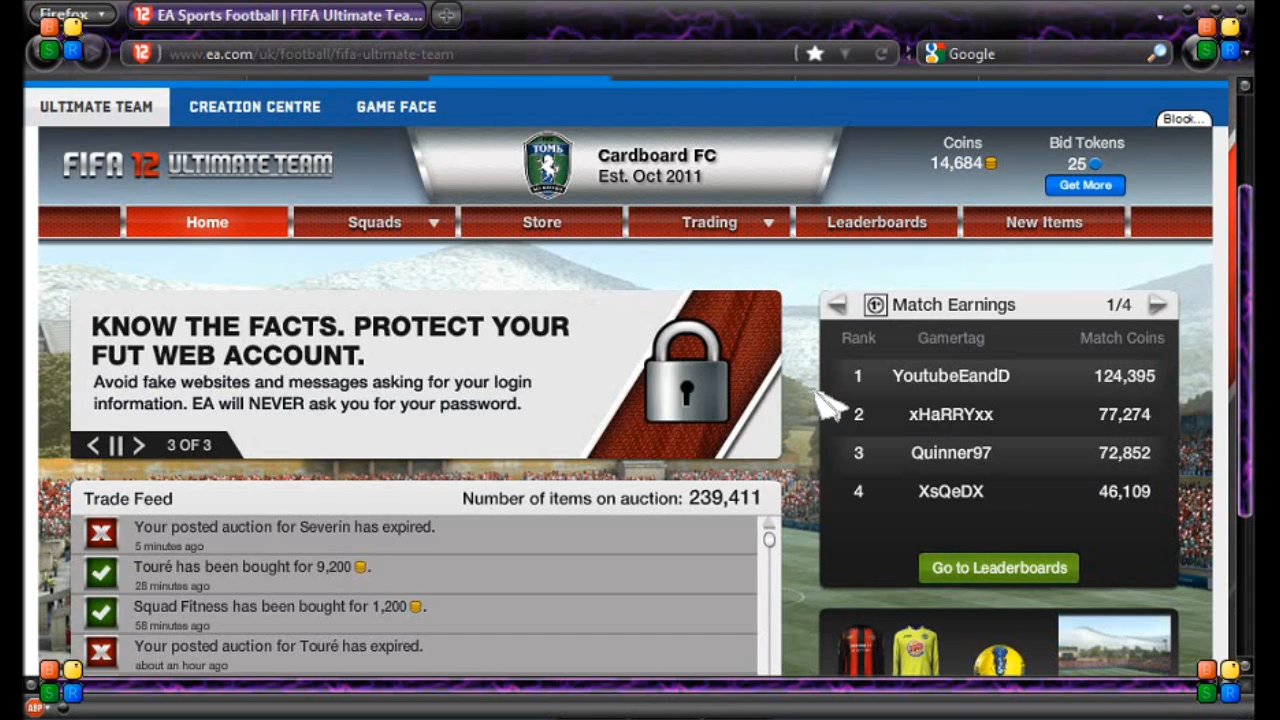 Firefox
EA Sports Football | FIFA Ultimate Tea...
www.ea.com/uk/football/fifa-ultimate-team
Google
ULTIMATE TEAM
CREATION CENTRE
GAME FACE
Block...
FIFA 12 ULTIMATE TEAM
ТОМЬ
Cardboard FC
Est. Oct 2011
Coins
14,684
Bid Tokens
25
Get More
Home
Squads
Store
Trading
Leaderboards
New Items
KNOW THE FACTS. PROTECT YOUR
FUT WEB ACCOUNT.
Avoid fake websites and messages asking for your login
information. EA will NEVER ask you for your password.
3 OF 3
Match Earnings 1/4
Rank Gamertag Match Coins
1 YoutubeEandD 124,395
2 xHaRRYxx 77,274
3 Quinner97 72,852
4 XsQeDX 46,109
Go to Leaderboards
Trade Feed Number of items on auction: 239,411
Your posted auction for Severin has expired.
5 minutes ago
Touré has been bought for 9,200.
28 minutes ago
Squad Fitness has been bought for 1,200.
58 minutes ago
Your posted auction for Touré has expired.
about an hour ago
ABP